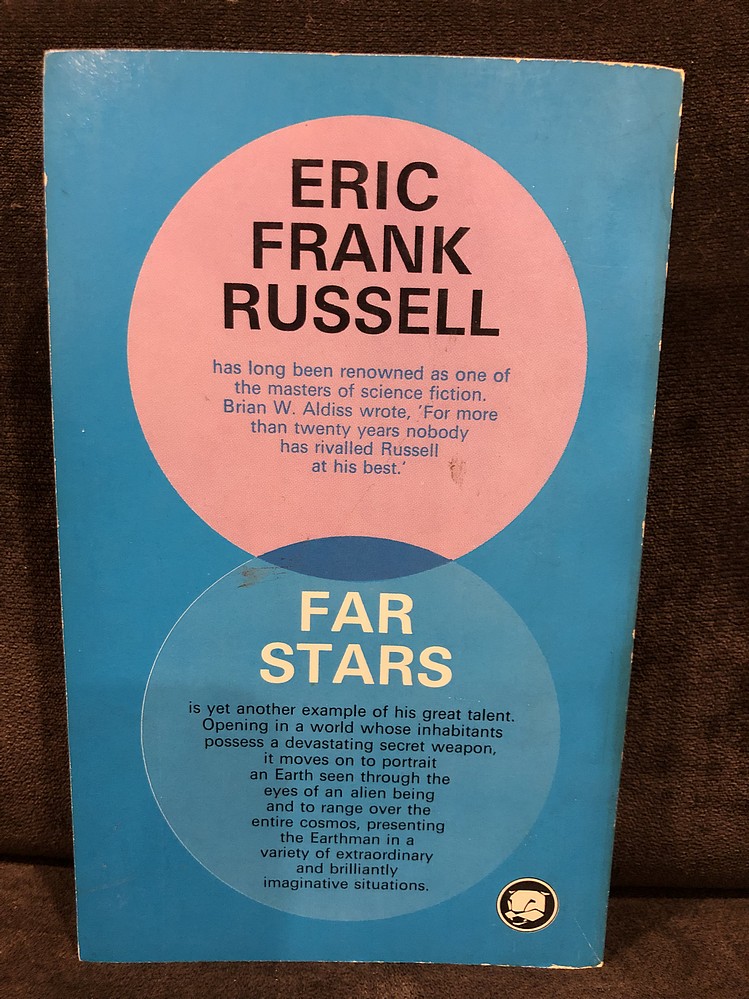 ERIC
FRANK
RUSSELL
has long been renowned as one of
the masters of science fiction.
Brian W. Aldiss wrote, 'For more
than twenty years nobody
has rivalled Russell
at his best.'
FAR
STARS
is yet another example of his great talent.
Opening in a world whose inhabitants
possess a devastating secret weapon,
it moves on to portrait
an Earth seen through the
eyes of an alien being
and to range over the
entire cosmos, presenting
the Earthman in a
variety of extraordinary
and brilliantly
imaginative situations.